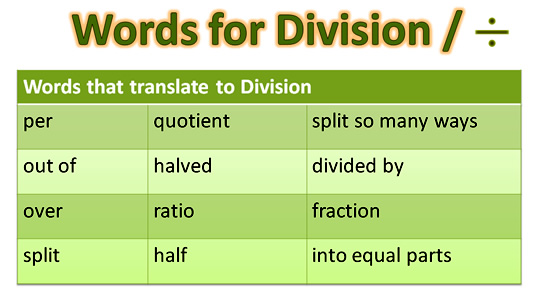 Words for Division / ÷
Words that translate to Division
per quotient split so many ways
out of halved divided by
over ratio fraction
split half into equal parts